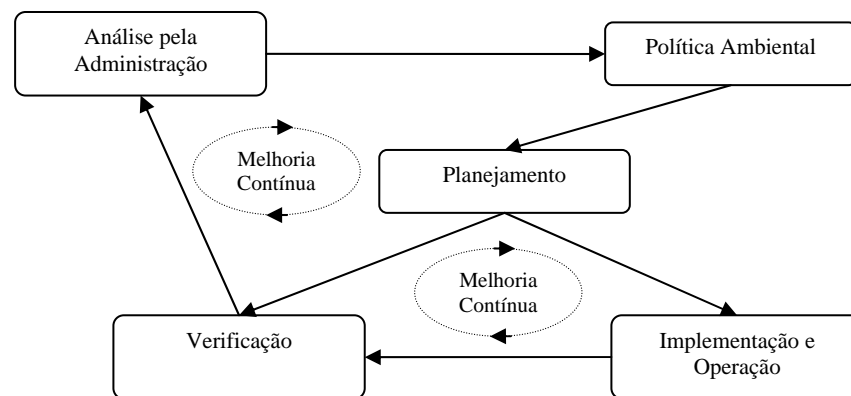 Análise pela
Administração
Política Ambiental
Melhoria
Contínua
Planejamento
Melhoria
Contínua
Verificação
Implementação e
Operação